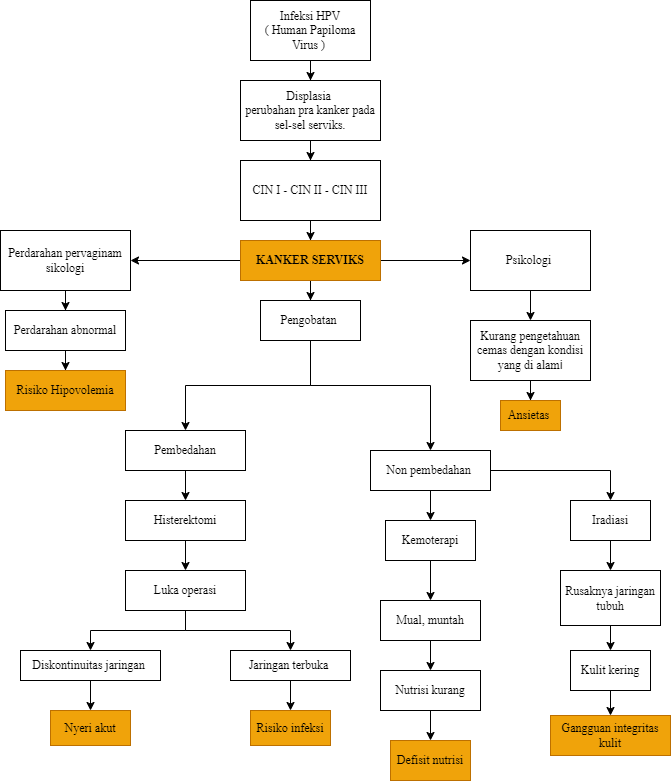 Infeksi HPV
( Human Papiloma
Virus )
Displasia
perubahan pra kanker pada
sel-sel serviks.
CIN I - CIN II - CIN III
Perdarahan pervaginam
sikologi
KANKER SERVIKS
Psikologi
Perdarahan abnormal
Pengobatan
Kurang pengetahuan
cemas dengan kondisi
yang di alami
Risiko Hipovolemia
Ansietas
Pembedahan
Non pembedahan
Histerektomi
Kemoterapi
Iradiasi
Luka operasi
Mual, muntah
Rusaknya jaringan
tubuh
Diskontinuitas jaringan
Jaringan terbuka
Nutrisi kurang
Kulit kering
Nyeri akut
Risiko infeksi
Defisit nutrisi
Gangguan integritas
kulit